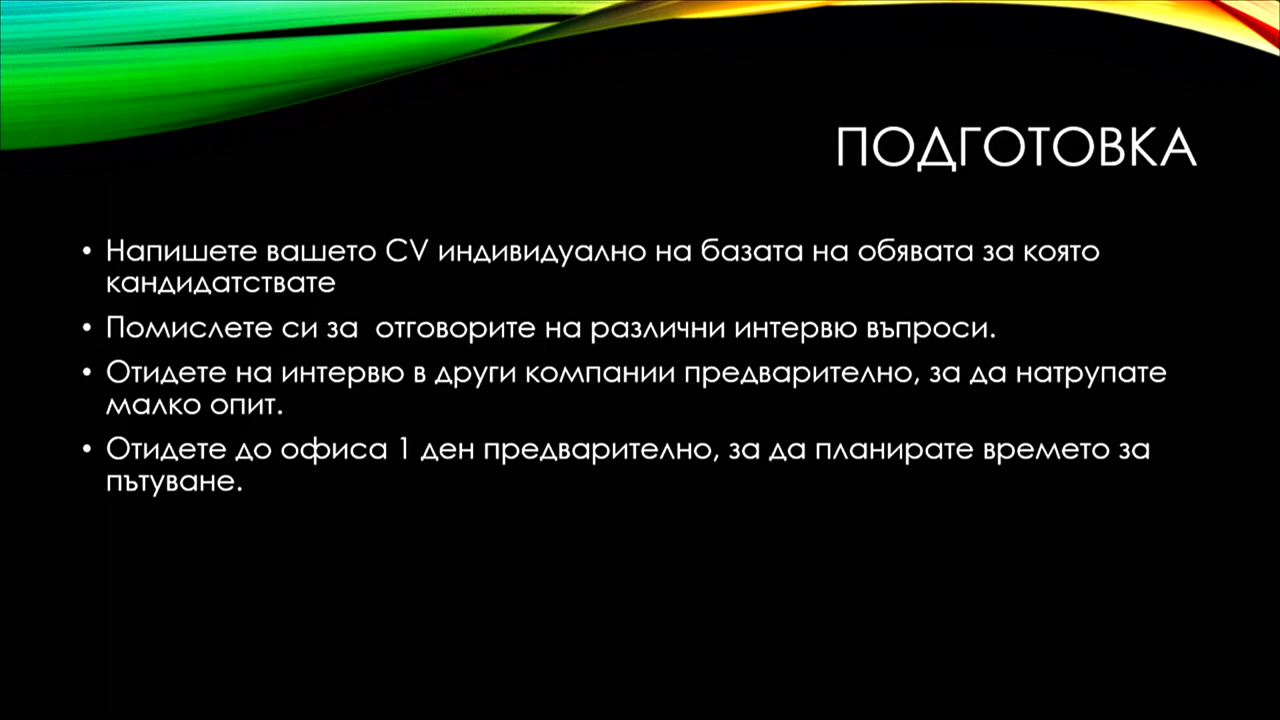 ПОДГОТОВКА
• Напишете вашето CV индивидуално на базата на обявата за която
кандидатствате
• Помислете си за  отговорите на различни интервю въпроси.
• Отидете на интервю в други компании предварително, за да натрупате
малко опит.
• Отидете до офиса 1 ден предварително, за да планирате времето за
пътуване.